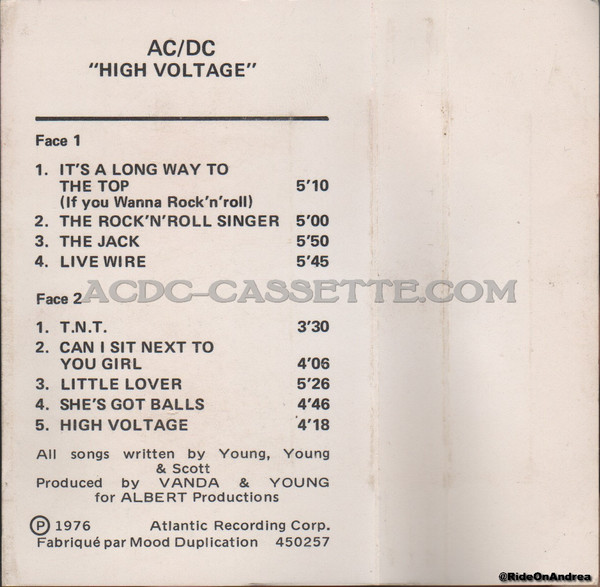 AC/DC
"HIGH VOLTAGE"
Face 1
1. IT'S A LONG WAY TO
THE TOP 5'10
(If you Wanna Rock'n'roll)
2. THE ROCK'N'ROLL SINGER 5'00
3. THE JACK 5'50
4. LIVE WIRE 5'45
ACDC-CASSETTE.COM
Face 2
1. T.N.T. 3'30
2. CAN I SIT NEXT TO
YOU GIRL 4'06
3. LITTLE LOVER 5'26
4. SHE'S GOT BALLS 4'46
5. HIGH VOLTAGE 4'18
All songs written by Young, Young
& Scott
Produced by VANDA & YOUNG
for ALBERT Productions
Ⓟ 1976 Atlantic Recording Corp.
Fabriqué par Mood Duplication 450257
@RideOnAndrea